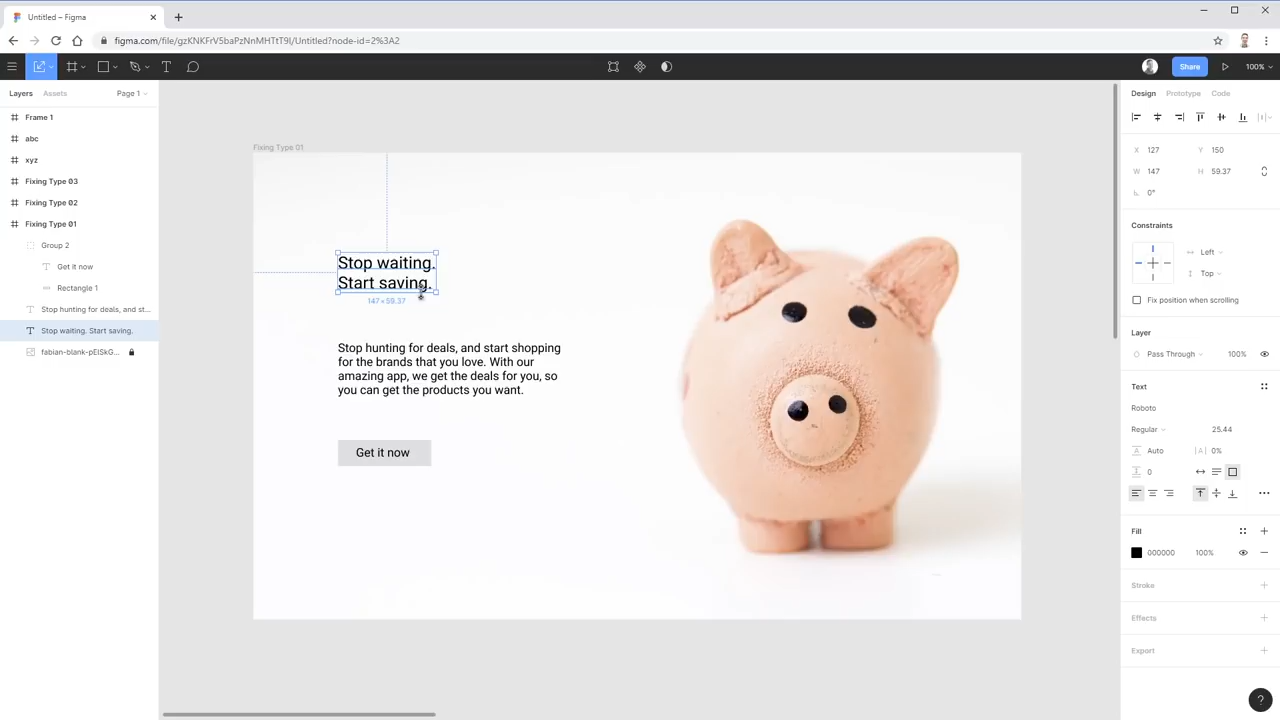 Untitled – Figma
figma.com/file/gzKNKFrV5baPzNnMHTtT9I/Untitled?node-id=2%3A2
Share
100%
Layers
Assets
Page 1
Design
Prototype
Code
Frame 1
abc
xyz
Fixing Type 03
Fixing Type 02
Fixing Type 01
Group 2
Get it now
Rectangle 1
Stop hunting for deals, and st...
Stop waiting. Start saving.
fabian-blank-pElSkG...
Fixing Type 01
Stop waiting.
Start saving.
147 × 59.37
Stop hunting for deals, and start shopping
for the brands that you love. With our
amazing app, we get the deals for you, so
you can get the products you want.
Get it now
X 127 Y 150
W 147 H 59.37
0°
Constraints
Left
Top
Fix position when scrolling
Layer
Pass Through 100%
Text
Roboto
Regular 25.44
Auto |A| 0%
0
Fill
000000 100%
Stroke
Effects
Export
?